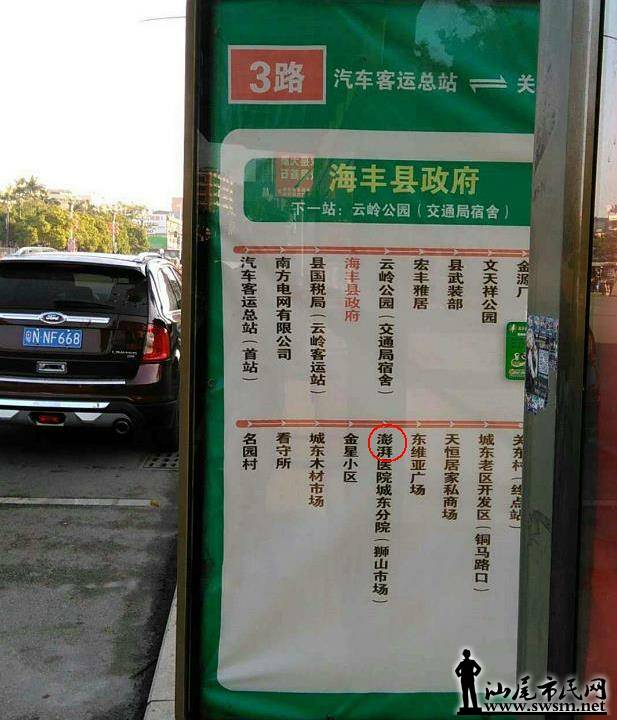 3路 汽车客运总站 ⇌ 关
海丰县政府
下一站：云岭公园（交通局宿舍）
汽车客运总站（首站）
南方电网有限公司
县国税局（云岭客运站）
海丰县政府
云岭公园（交通局宿舍）
宏丰雅居
县武装部
文天祥公园
金源厂
名园村
看守所
城东木材市场
金星小区
澎湃医院城东分院（狮山市场）
东维亚广场
天恒居家私商场
城东老区开发区（铜马路口）
关东村（终点站）
Ford
粤N NF668
汕尾市民网
www.swsm.net